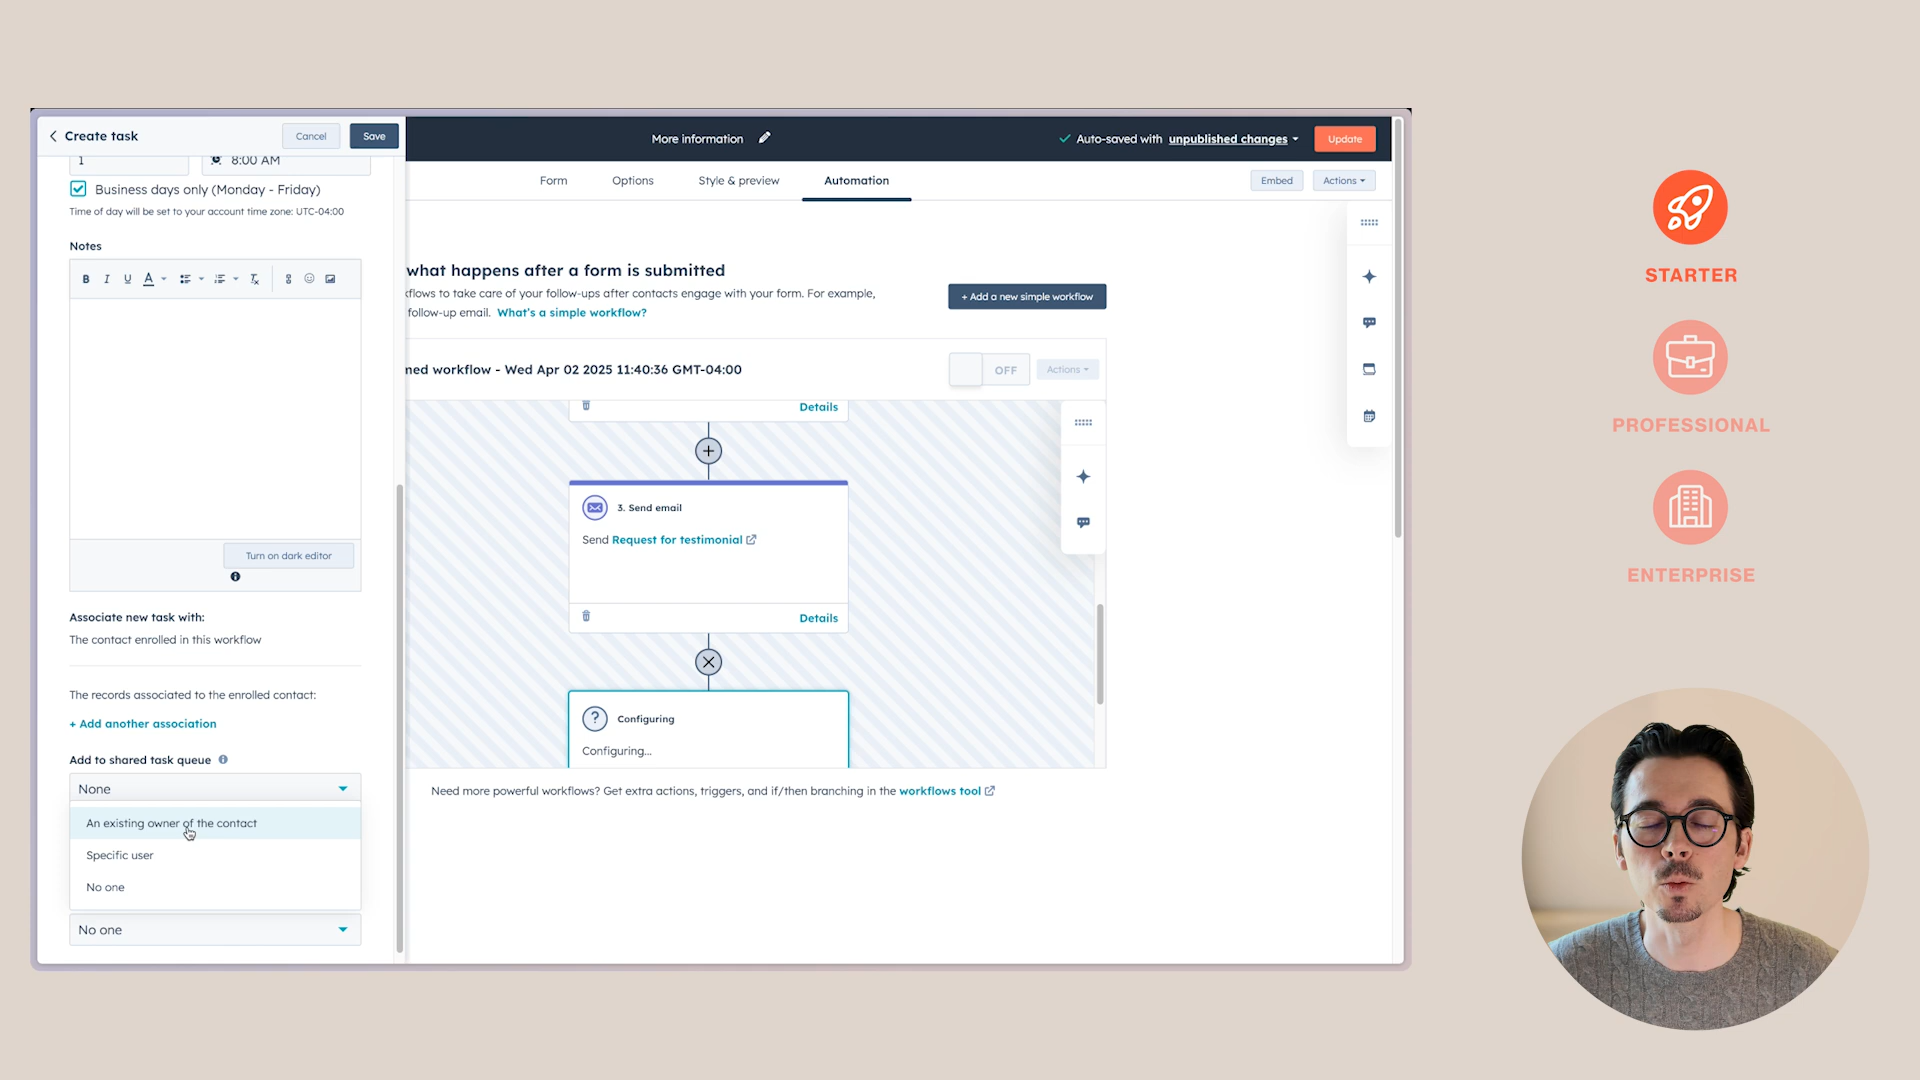 Create task
Cancel
Save
1
8:00 AM
Business days only (Monday - Friday)
Time of day will be set to your account time zone: UTC-04:00
Notes
B I U A
Turn on dark editor
Associate new task with:
The contact enrolled in this workflow
The records associated to the enrolled contact:
+ Add another association
Add to shared task queue
None
An existing owner of the contact
Specific user
No one
No one
More information
Auto-saved with unpublished changes
Update
Form
Options
Style & preview
Automation
Embed
Actions
what happens after a form is submitted
flows to take care of your follow-ups after contacts engage with your form. For example,
follow-up email. What's a simple workflow?
+ Add a new simple workflow
ned workflow - Wed Apr 02 2025 11:40:36 GMT-04:00
OFF
Actions
Details
3. Send email
Send Request for testimonial
Details
? Configuring
Configuring...
Need more powerful workflows? Get extra actions, triggers, and if/then branching in the workflows tool
STARTER
PROFESSIONAL
ENTERPRISE